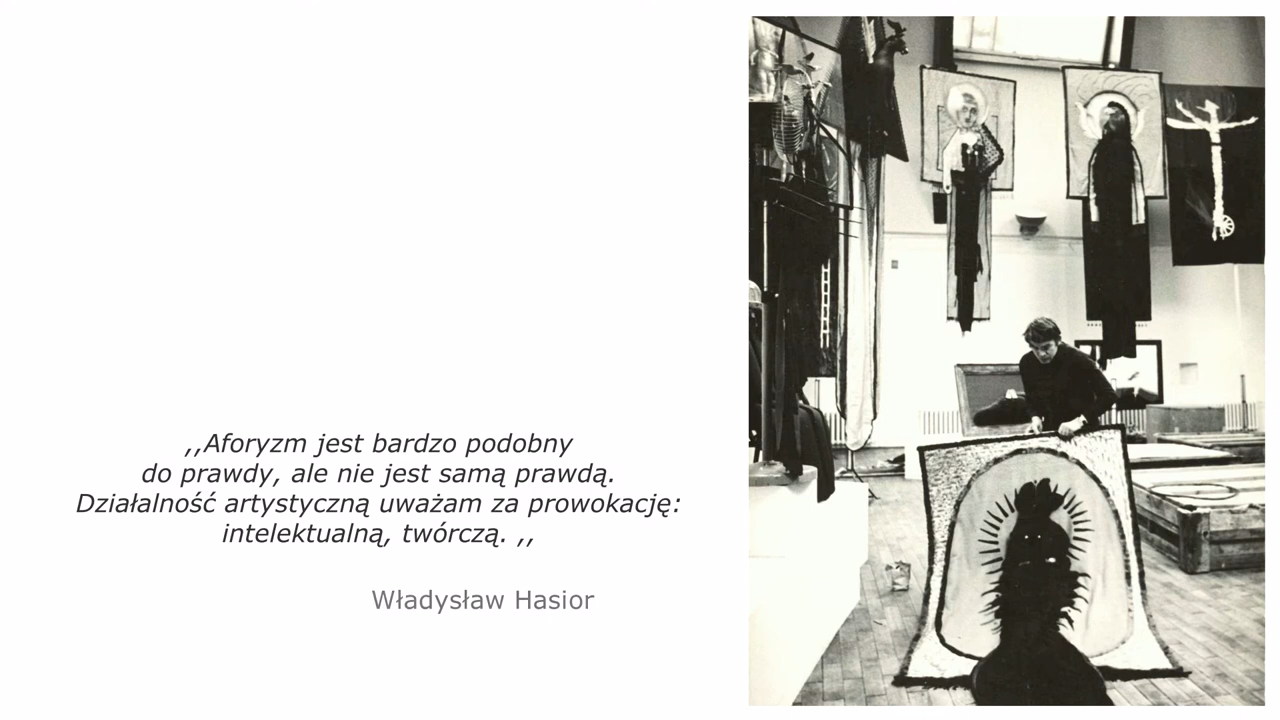 ,,Aforyzm jest bardzo podobny
do prawdy, ale nie jest samą prawdą.
Działalność artystyczną uważam za prowokację:
intelektualną, twórczą. ,,
Władysław Hasior